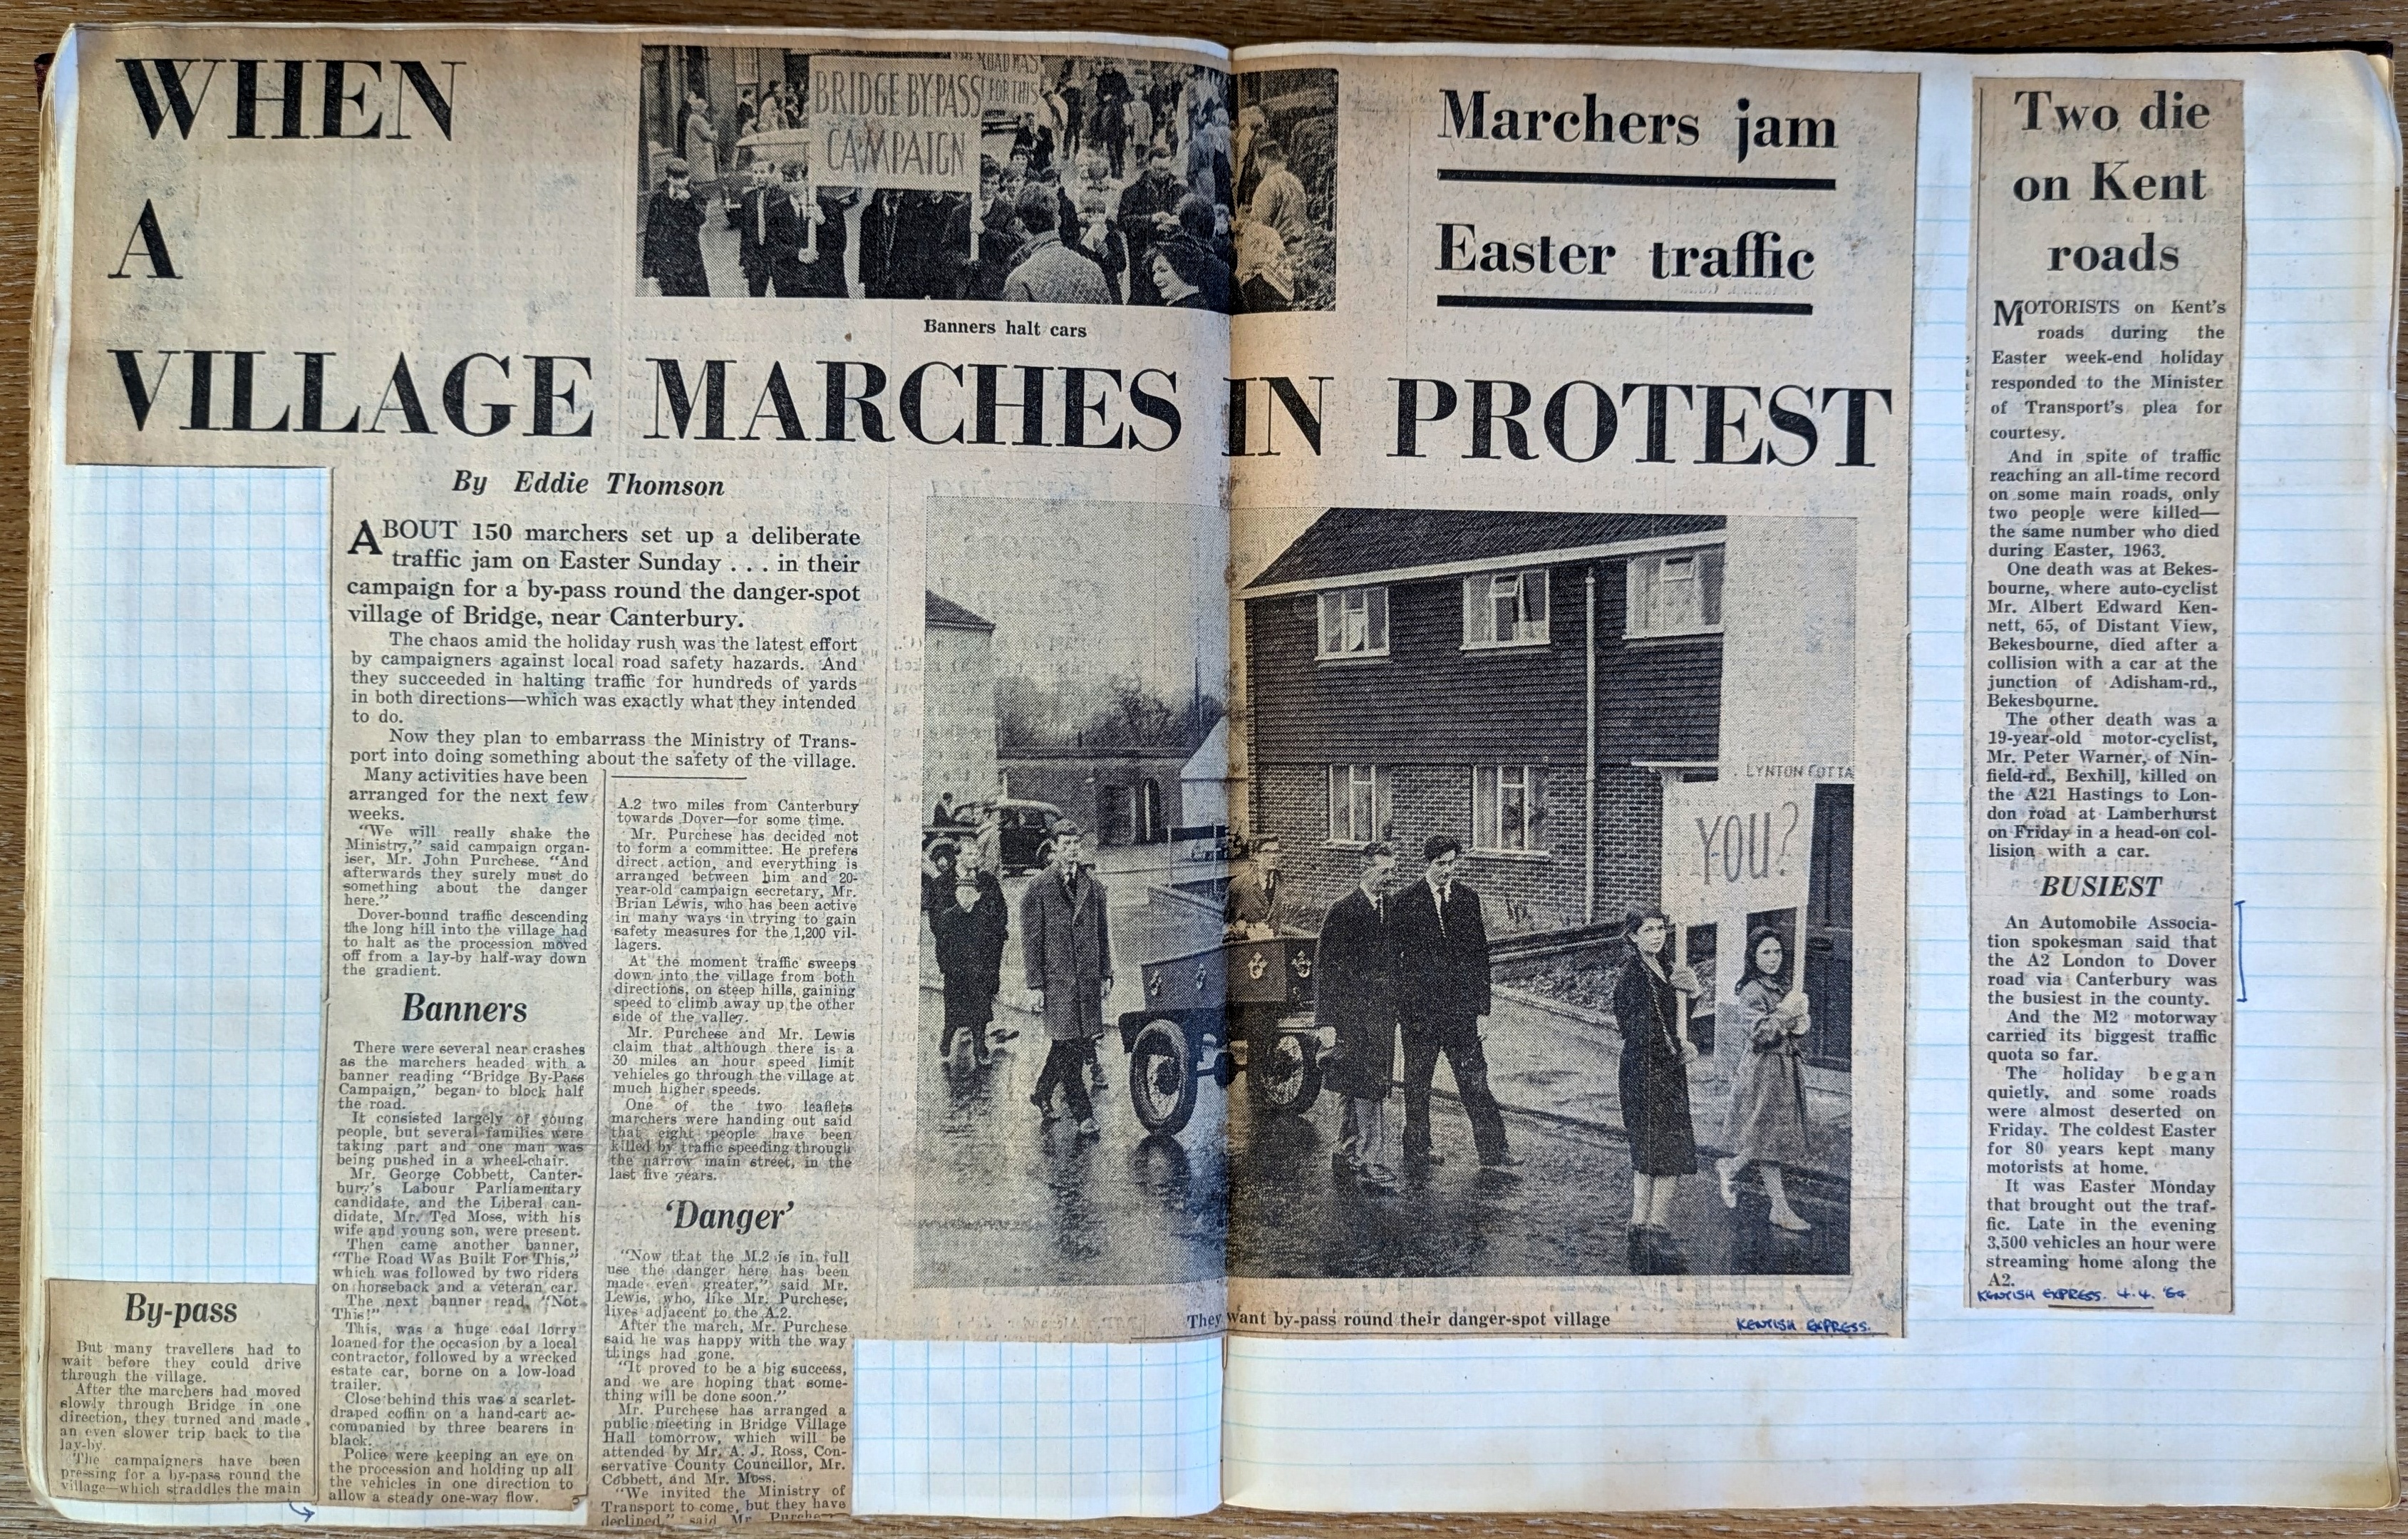 WHEN
A
VILLAGE MARCHES IN PROTEST
ROAD WAS
FOR THIS
BRIDGE BY-PASS
CAMPAIGN
Banners halt cars
Marchers jam
Easter traffic
By Eddie Thomson
ABOUT 150 marchers set up a deliberate
traffic jam on Easter Sunday . . . in their
campaign for a by-pass round the danger-spot
village of Bridge, near Canterbury.
The chaos amid the holiday rush was the latest effort
by campaigners against local road safety hazards. And
they succeeded in halting traffic for hundreds of yards
in both directions—which was exactly what they intended
to do.
Now they plan to embarrass the Ministry of Trans-
port into doing something about the safety of the village.
Many activities have been
arranged for the next few
weeks.
"We will really shake the
Ministry," said campaign organ-
iser, Mr. John Purchese. "And
afterwards they surely must do
something about the danger
here."
Dover-bound traffic descending
the long hill into the village had
to halt as the procession moved
off from a lay-by half-way down
the gradient.
Banners
There were several near crashes
as the marchers headed with a
banner reading "Bridge By-Pass
Campaign," began to block half
the road.
It consisted largely of young
people, but several families were
taking part and one man was
being pushed in a wheel-chair.
Mr. George Cobbett, Canter-
bury's Labour Parliamentary
candidate, and the Liberal can-
didate, Mr. Ted Moss, with his
wife and young son, were present.
Then came another banner,
"The Road Was Built For This,"
which was followed by two riders
on horseback and a veteran car.
The next banner read, "Not
This!"
This, was a huge coal lorry
loaned for the occasion by a local
contractor, followed by a wrecked
estate car, borne on a low-load
trailer.
Close behind this was a scarlet-
draped coffin on a hand-cart ac-
companied by three bearers in
black.
Police were keeping an eye on
the procession and holding up all
the vehicles in one direction to
allow a steady one-way flow.
By-pass
But many travellers had to
wait before they could drive
through the village.
After the marchers had moved
slowly through Bridge in one
direction, they turned and made
an even slower trip back to the
lay-by.
The campaigners have been
pressing for a by-pass round the
village—which straddles the main
A.2 two miles from Canterbury
towards Dover—for some time.
Mr. Purchese has decided not
to form a committee. He prefers
direct action, and everything is
arranged between him and 20-
year-old campaign secretary, Mr.
Brian Lewis, who has been active
in many ways in trying to gain
safety measures for the 1,200 vil-
lagers.
At the moment traffic sweeps
down into the village from both
directions, on steep hills, gaining
speed to climb away up the other
side of the valley.
Mr. Purchese and Mr. Lewis
claim that although there is a
30 miles an hour speed limit
vehicles go through the village at
much higher speeds.
One of the two leaflets
marchers were handing out said
that eight people have been
killed by traffic speeding through
the narrow main street, in the
last five years.
'Danger'
"Now that the M.2 is in full
use the danger here has been
made even greater," said Mr.
Lewis, who, like Mr. Purchese,
lives adjacent to the A.2.
After the march, Mr. Purchese
said he was happy with the way
things had gone.
"It proved to be a big success,
and we are hoping that some-
thing will be done soon."
Mr. Purchese has arranged a
public meeting in Bridge Village
Hall tomorrow, which will be
attended by Mr. A. J. Ross, Con-
servative County Councillor, Mr.
Cobbett, and Mr. Moss.
"We invited the Ministry of
Transport to come, but they have
declined," said Mr.
LYNTON COTTA
YOU?
They want by-pass round their danger-spot village
KENTISH EXPRESS.
Two die
on Kent
roads
MOTORISTS on Kent's
roads during the
Easter week-end holiday
responded to the Minister
of Transport's plea for
courtesy.
And in spite of traffic
reaching an all-time record
on some main roads, only
two people were killed—
the same number who died
during Easter, 1963.
One death was at Bekes-
bourne, where auto-cyclist
Mr. Albert Edward Ken-
nett, 65, of Distant View,
Bekesbourne, died after a
collision with a car at the
junction of Adisham-rd.,
Bekesbourne.
The other death was a
19-year-old motor-cyclist,
Mr. Peter Warner, of Nin-
field-rd., Bexhill, killed on
the A21 Hastings to Lon-
don road at Lamberhurst
on Friday in a head-on col-
lision with a car.
BUSIEST
An Automobile Associa-
tion spokesman said that
the A2 London to Dover
road via Canterbury was
the busiest in the county.
And the M2 motorway
carried its biggest traffic
quota so far.
The holiday began
quietly, and some roads
were almost deserted on
Friday. The coldest Easter
for 80 years kept many
motorists at home.
It was Easter Monday
that brought out the traf-
fic. Late in the evening
3,500 vehicles an hour were
streaming home along the
A2.
KENTISH EXPRESS. 4.4.'64